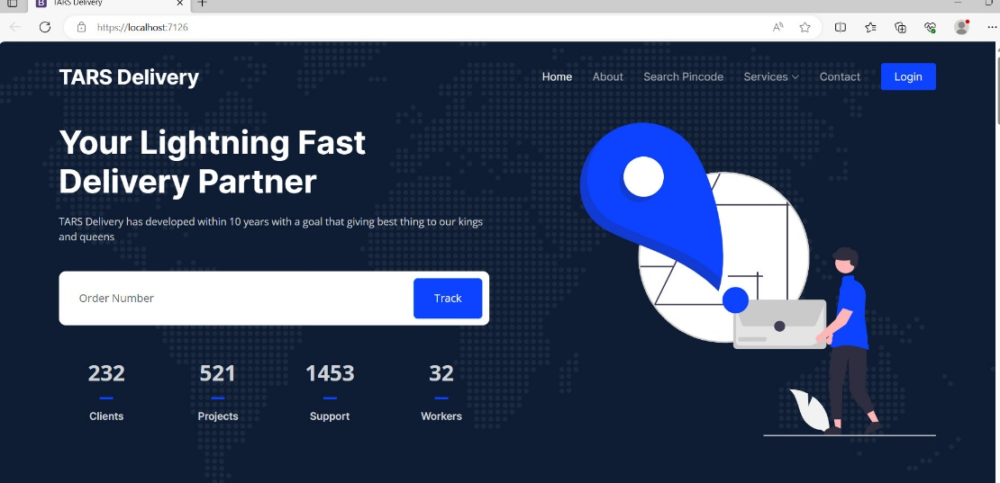 TARS Delivery
https://localhost:7126
TARS Delivery
Home About Search Pincode Services Contact Login
Your Lightning Fast
Delivery Partner
TARS Delivery has developed within 10 years with a goal that giving best thing to our kings
and queens
Order Number Track
232 521 1453 32
Clients Projects Support Workers